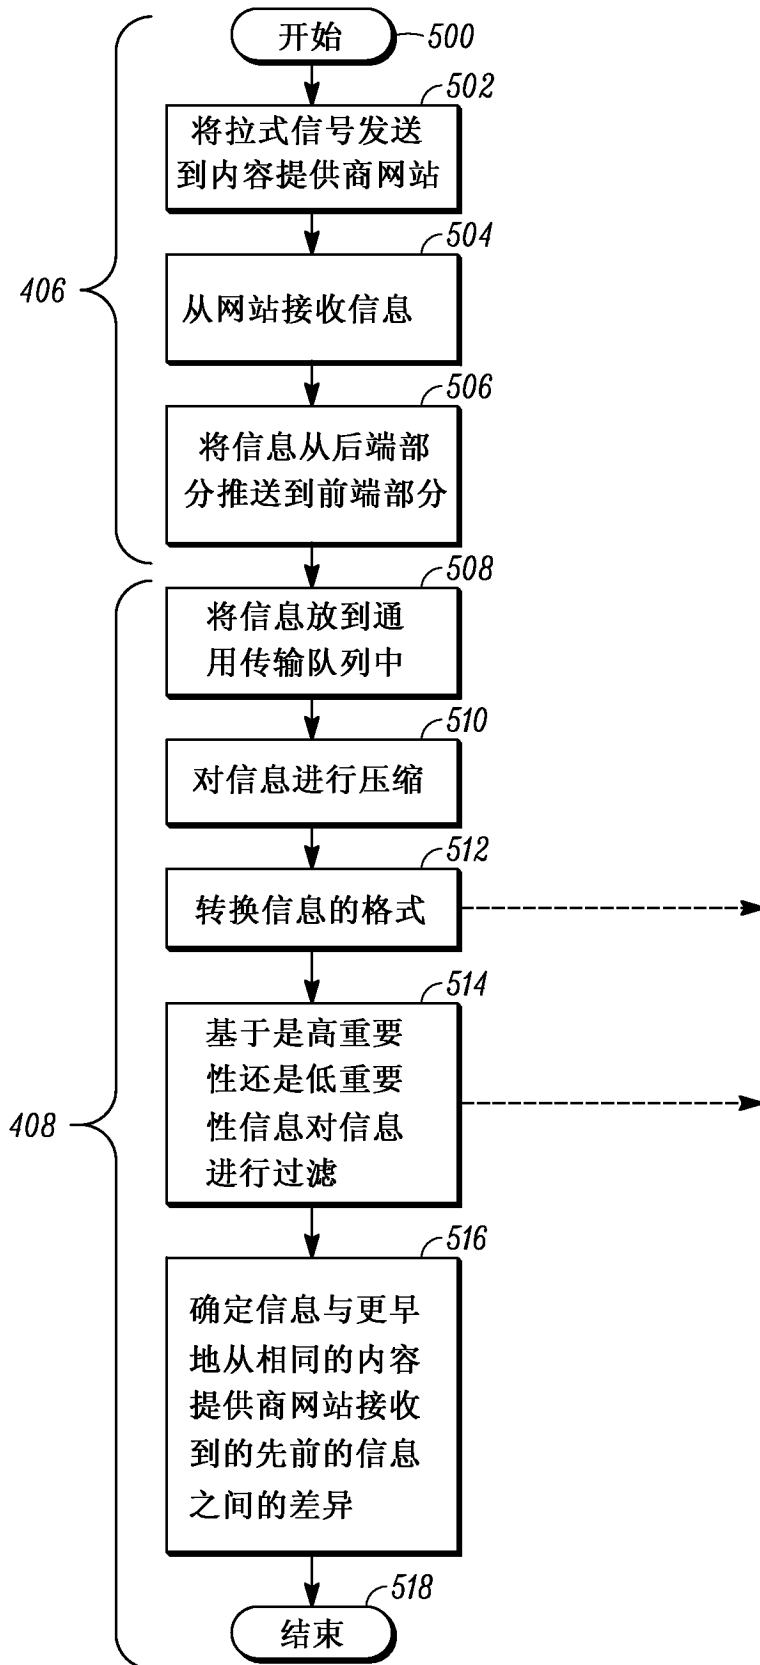 开始
500
502
将拉式信号发送
到内容提供商网站
504
从网站接收信息
406
506
将信息从后端部
分推送到前端部分
508
将信息放到通
用传输队列中
510
对信息进行压缩
512
转换信息的格式
514
基于是高重要
性还是低重要
性信息对信息
进行过滤
408
516
确定信息与更早
地从相同的内容
提供商网站接收
到的先前的信息
之间的差异
518
结束